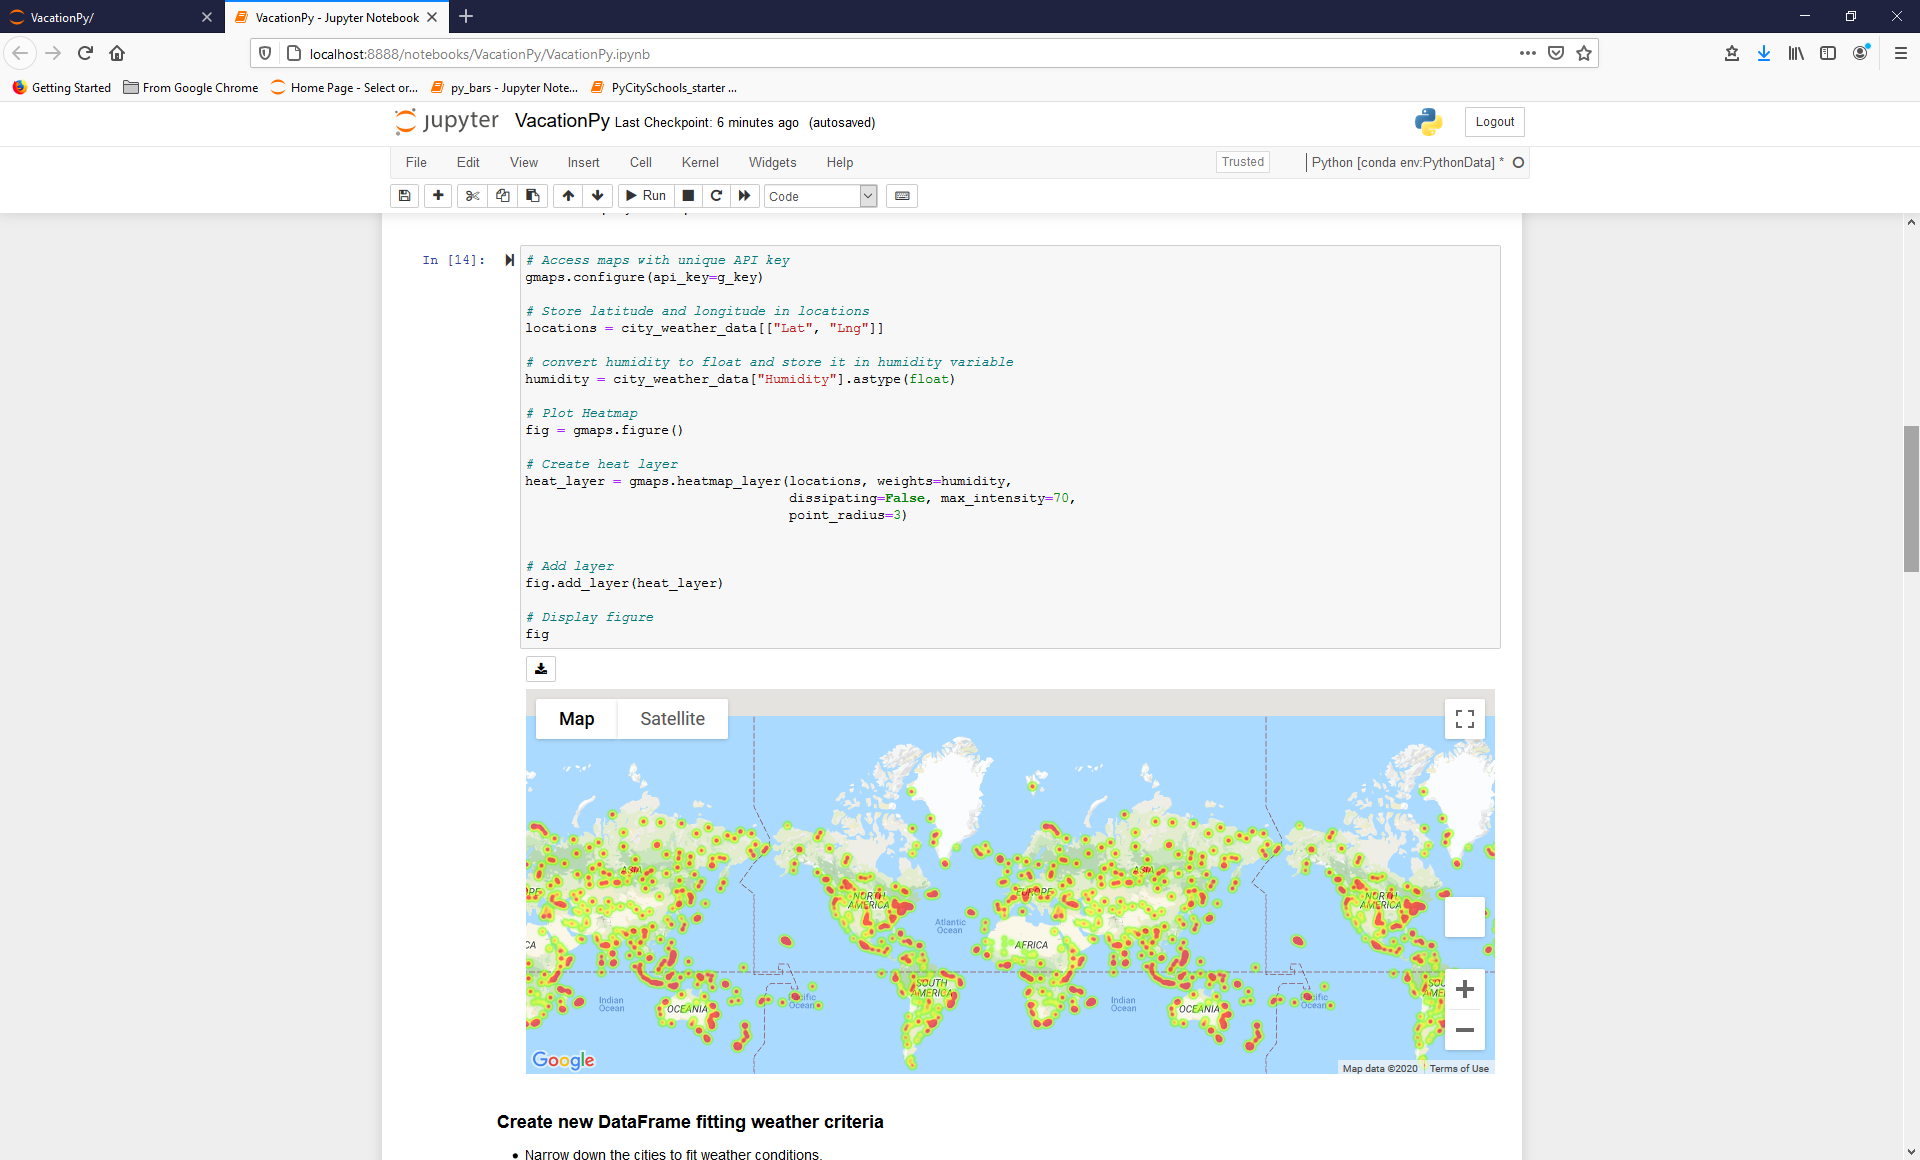 VacationPy/
VacationPy - Jupyter Notebook
localhost:8888/notebooks/VacationPy/VacationPy.ipynb
Getting Started
From Google Chrome
Home Page - Select or...
py_bars - Jupyter Note...
PyCitySchools_starter ...
jupyter
VacationPy Last Checkpoint: 6 minutes ago (autosaved)
Logout
File Edit View Insert Cell Kernel Widgets Help
Trusted
Python [conda env:PythonData] *
Run
Code
In [14]:
# Access maps with unique API key
gmaps.configure(api_key=g_key)
# Store latitude and longitude in locations
locations = city_weather_data[["Lat", "Lng"]]
# convert humidity to float and store it in humidity variable
humidity = city_weather_data["Humidity"].astype(float)
# Plot Heatmap
fig = gmaps.figure()
# Create heat layer
heat_layer = gmaps.heatmap_layer(locations, weights=humidity,
dissipating=False, max_intensity=70,
point_radius=3)
# Add layer
fig.add_layer(heat_layer)
# Display figure
fig
Map Satellite
ASIA
NORTH
AMERICA
EUROPE
ASIA
NORTH
AMERICA
Atlantic
Ocean
AFRICA
SOUTH
AMERICA
Indian
Ocean
OCEANIA
Pacific
Ocean
Indian
Ocean
OCEANIA
Pacific
Ocean
Google
Map data ©2020 Terms of Use
Create new DataFrame fitting weather criteria
• Narrow down the cities to fit weather conditions.